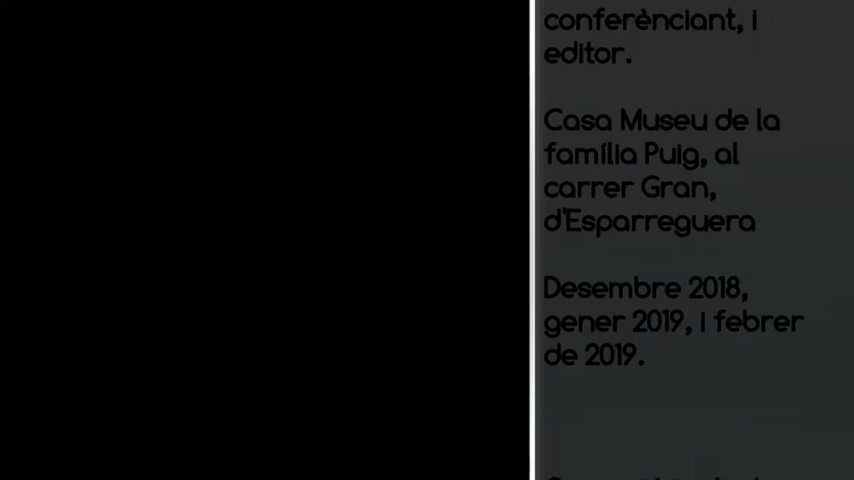 conferènciant, i
editor.
Casa Museu de la
família Puig, al
carrer Gran,
d'Esparreguera
Desembre 2018,
gener 2019, i febrer
de 2019.